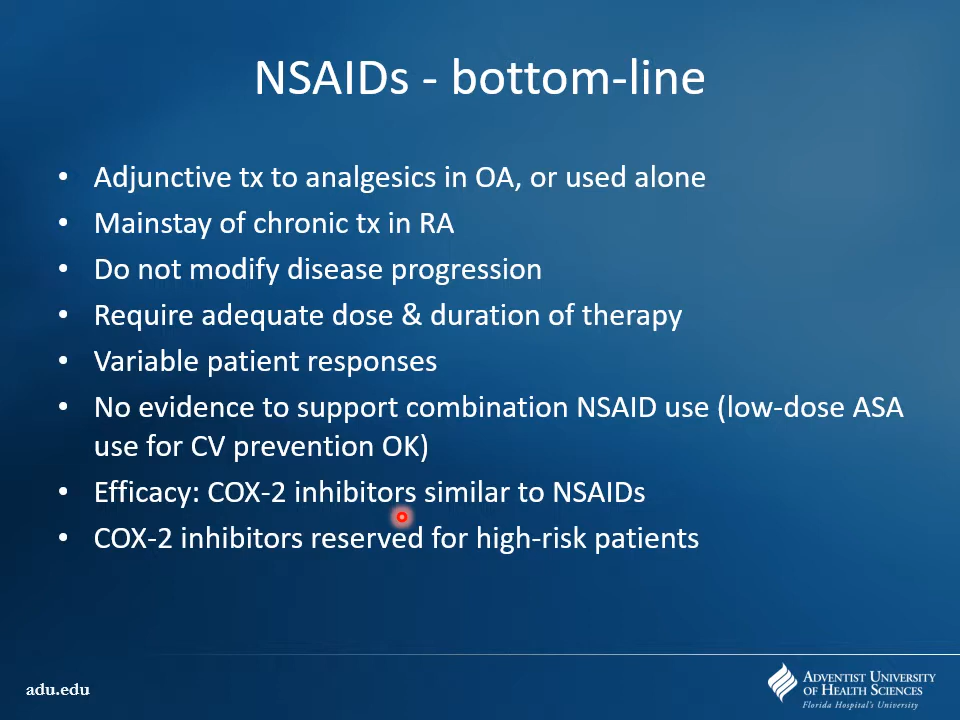 NSAIDs - bottom-line
• Adjunctive tx to analgesics in OA, or used alone
• Mainstay of chronic tx in RA
• Do not modify disease progression
• Require adequate dose & duration of therapy
• Variable patient responses
• No evidence to support combination NSAID use (low-dose ASA
use for CV prevention OK)
• Efficacy: COX-2 inhibitors similar to NSAIDs
• COX-2 inhibitors reserved for high-risk patients
adu.edu
ADVENTIST UNIVERSITY
OF HEALTH SCIENCES
Florida Hospital's University